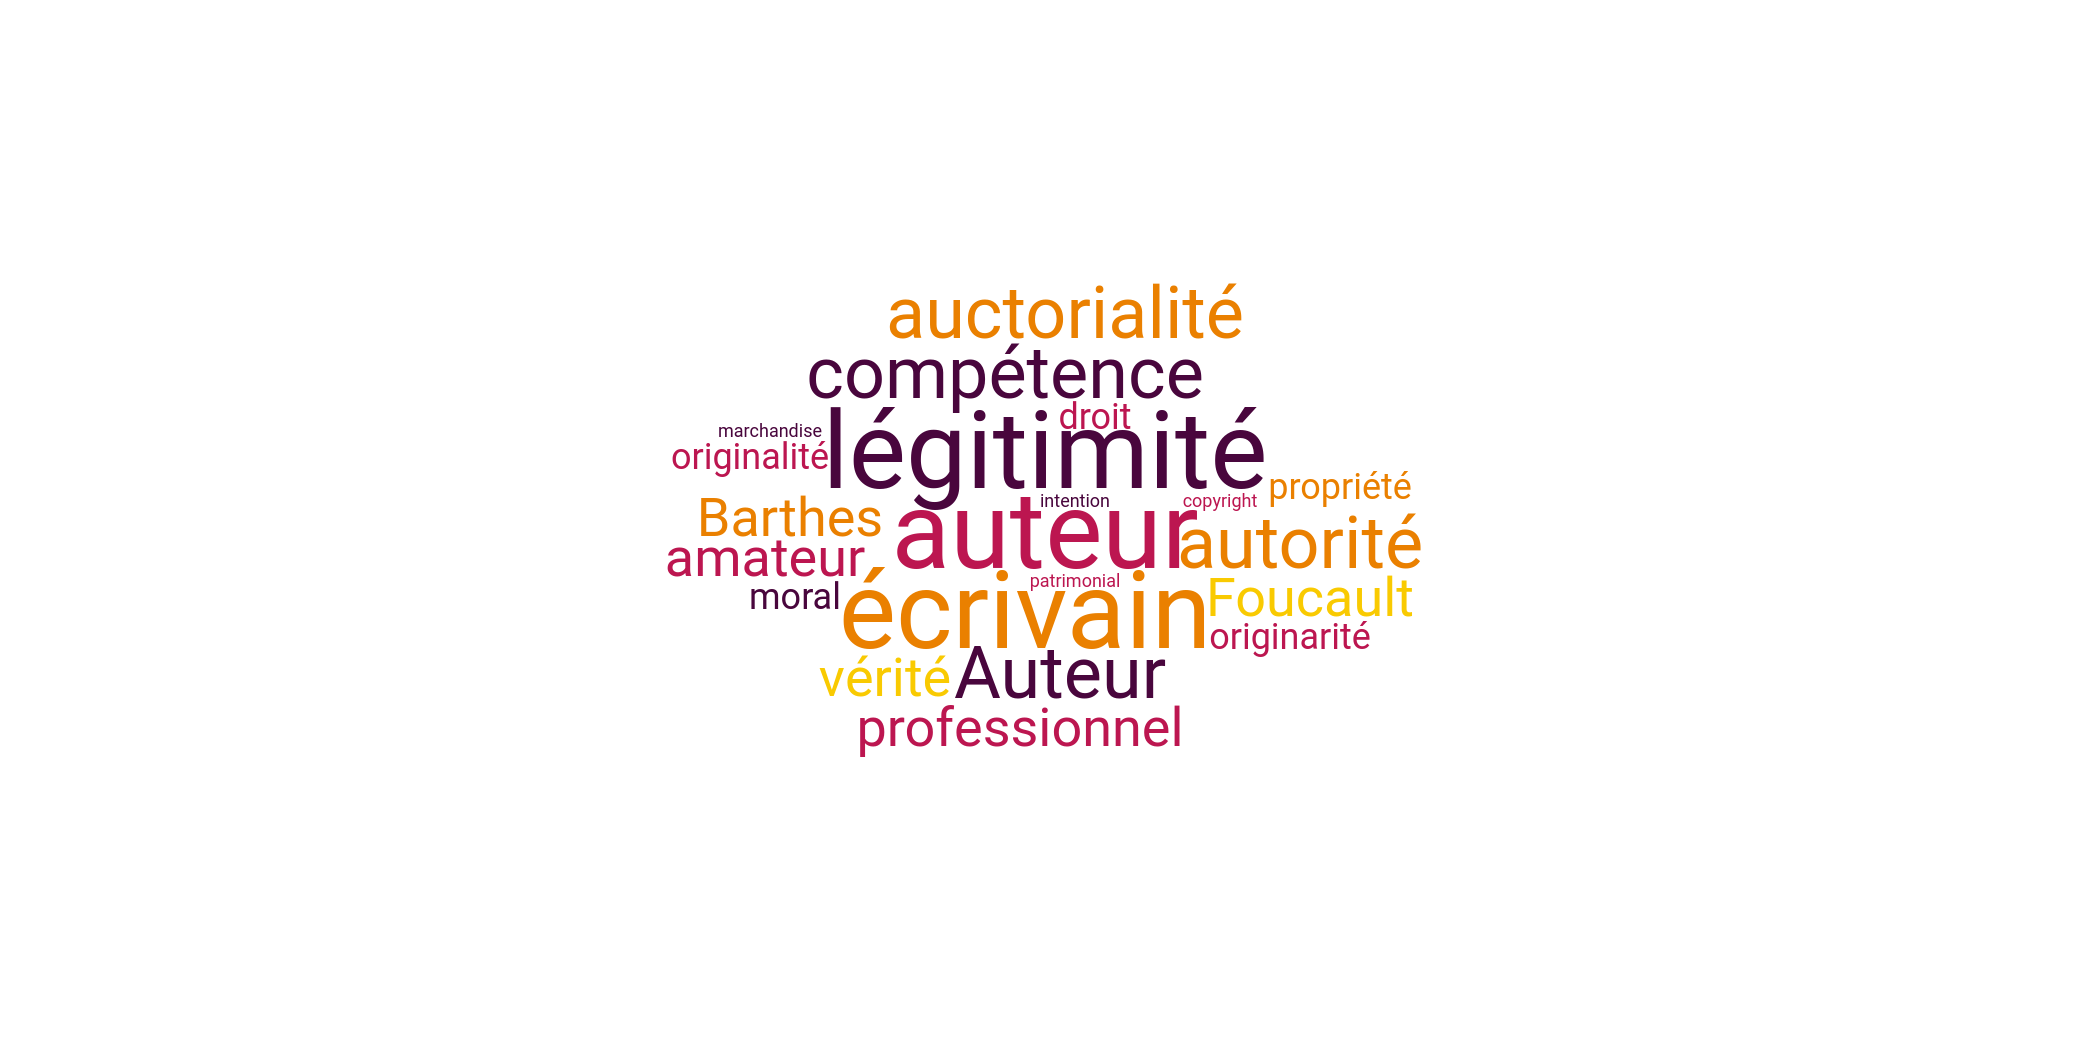 auctorialité
compétence
droit
marchandise
légitimité
originalité
propriété
intention
copyright
Barthes
auteur
autorité
amateur
patrimonial
moral
écrivain
Foucault
originarité
vérité
Auteur
professionnel